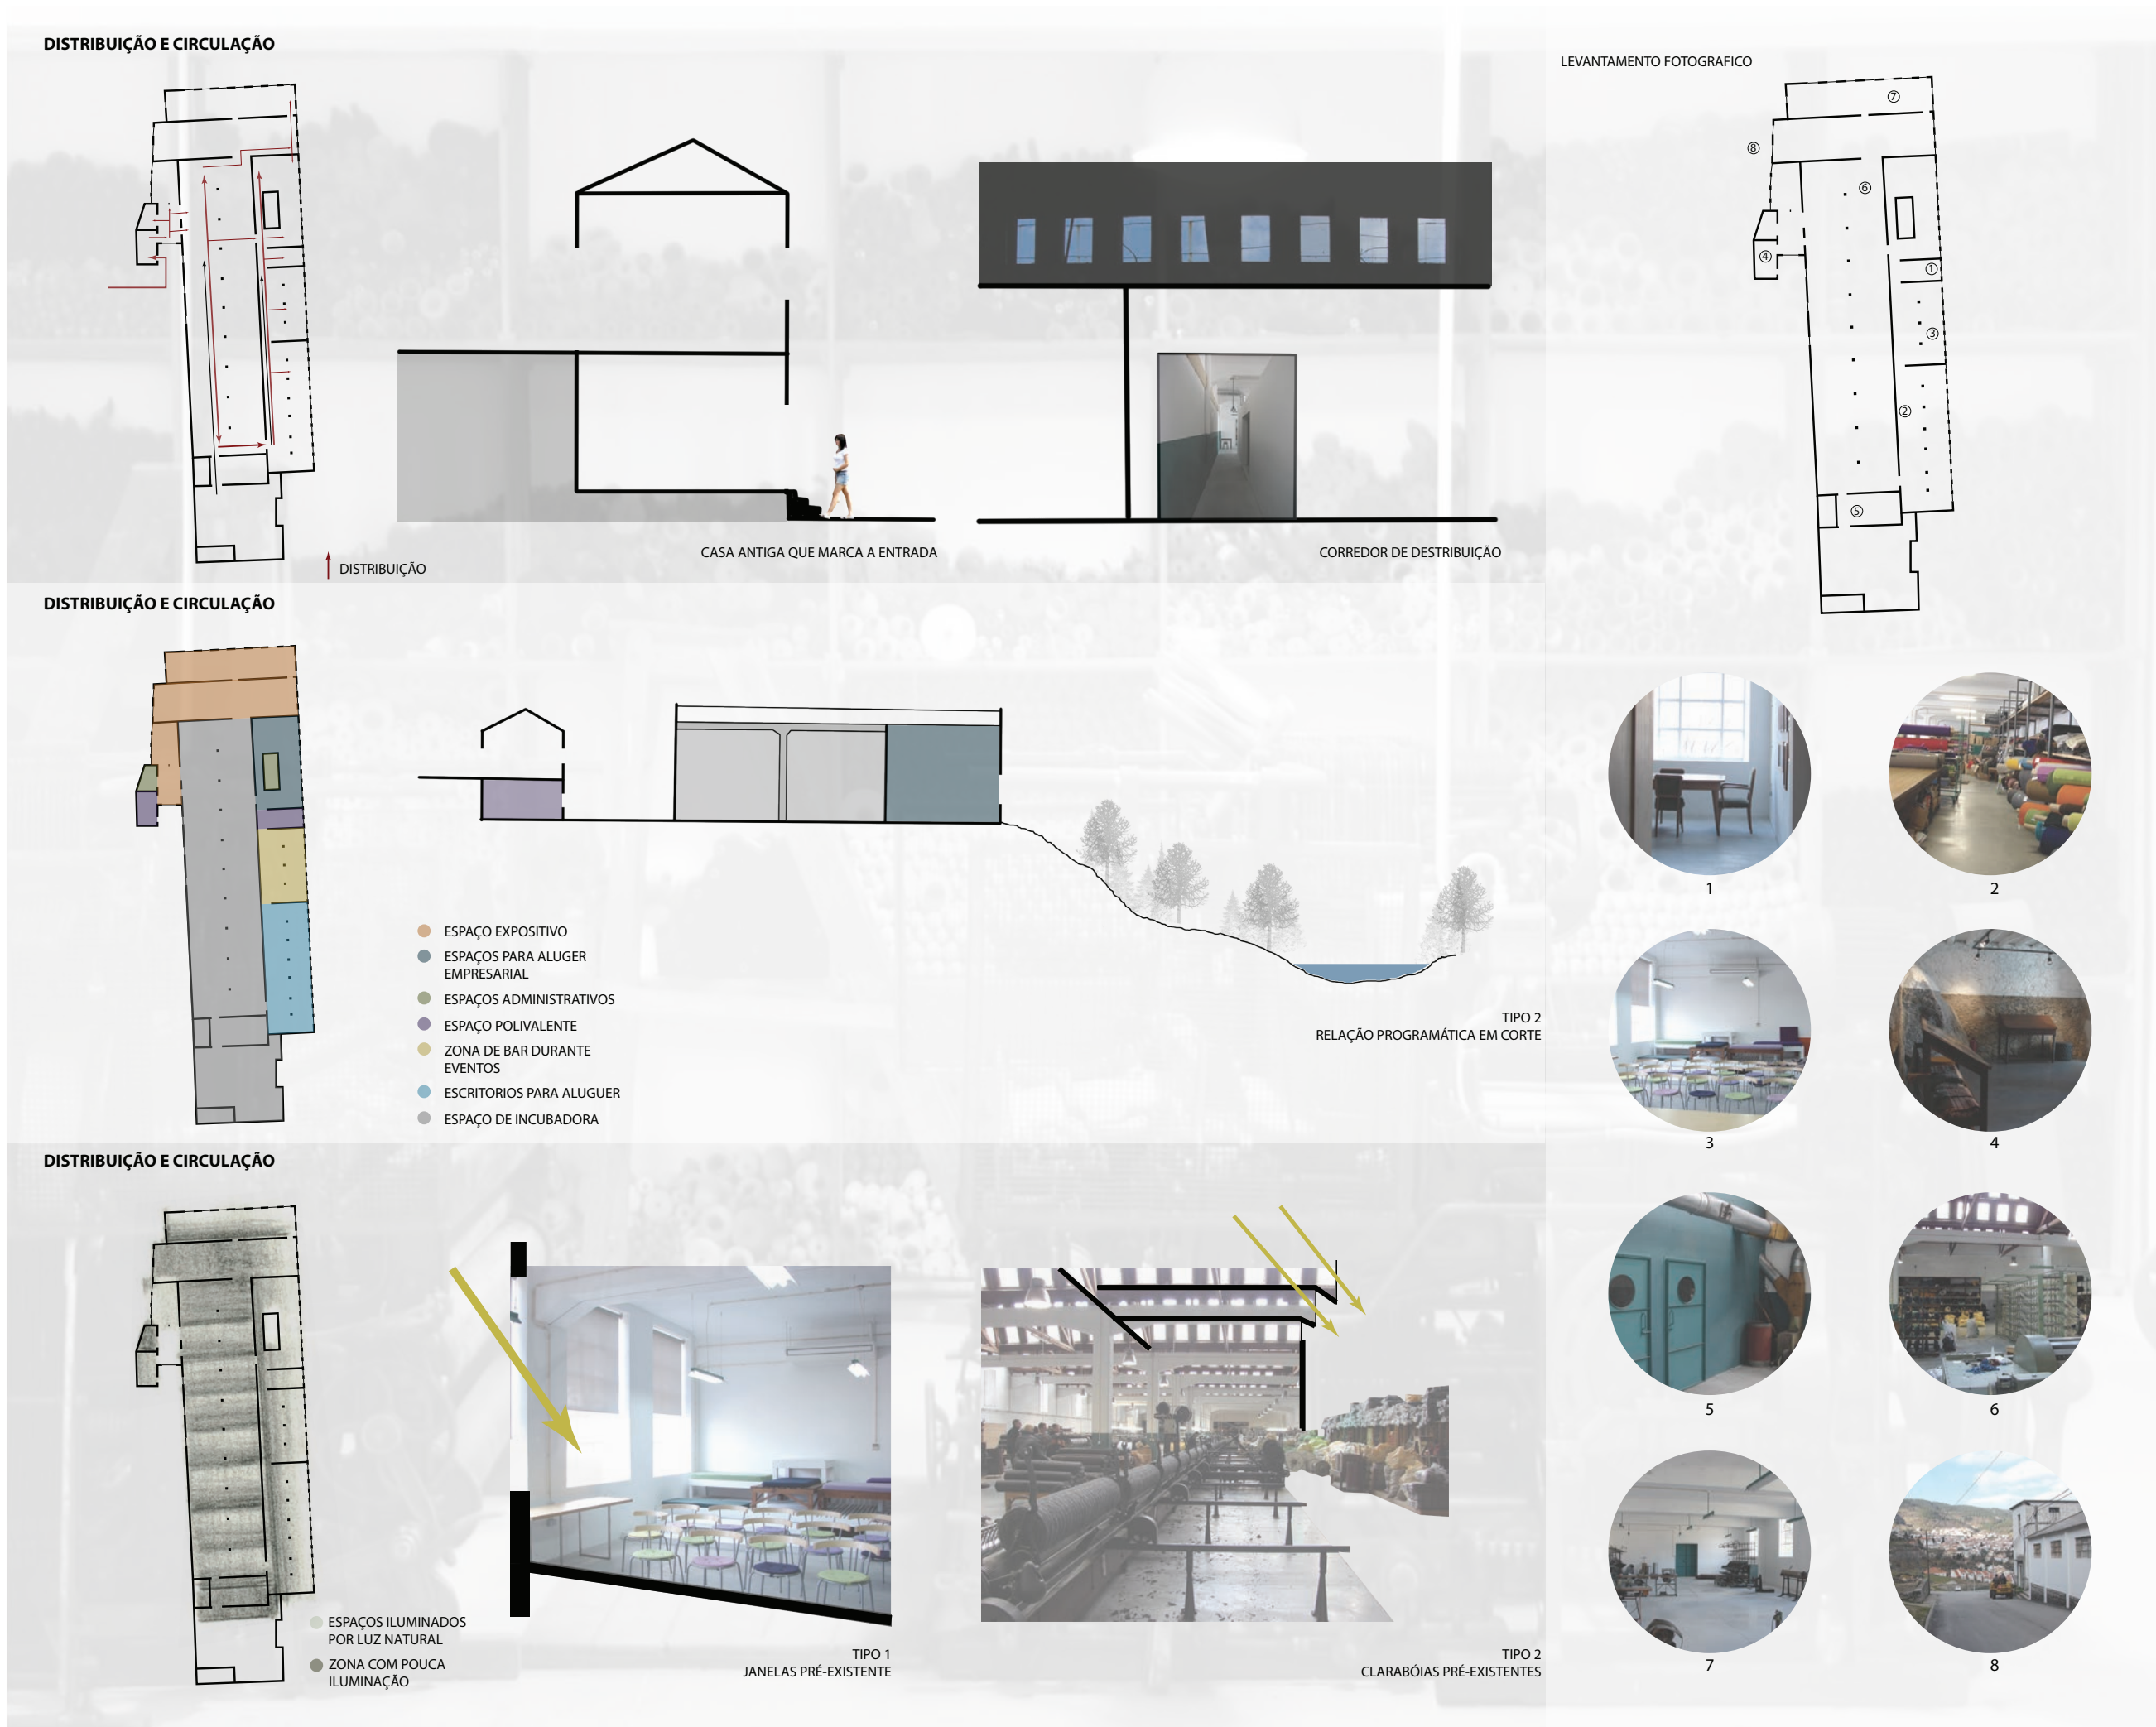 DISTRIBUIÇÃO E CIRCULAÇÃO
DISTRIBUIÇÃO
CASA ANTIGA QUE MARCA A ENTRADA
CORREDOR DE DESTRIBUIÇÃO
DISTRIBUIÇÃO E CIRCULAÇÃO
ESPAÇO EXPOSITIVO
ESPAÇOS PARA ALUGER
EMPRESARIAL
ESPAÇOS ADMINISTRATIVOS
ESPAÇO POLIVALENTE
ZONA DE BAR DURANTE
EVENTOS
ESCRITORIOS PARA ALUGUER
ESPAÇO DE INCUBADORA
TIPO 2
RELAÇÃO PROGRAMÁTICA EM CORTE
DISTRIBUIÇÃO E CIRCULAÇÃO
ESPAÇOS ILUMINADOS
POR LUZ NATURAL
ZONA COM POUCA
ILUMINAÇÃO
TIPO 1
JANELAS PRÉ-EXISTENTE
TIPO 2
CLARABÓIAS PRÉ-EXISTENTES
LEVANTAMENTO FOTOGRAFICO
7
8
6
4
1
3
2
5
1
2
3
4
5
6
7
8